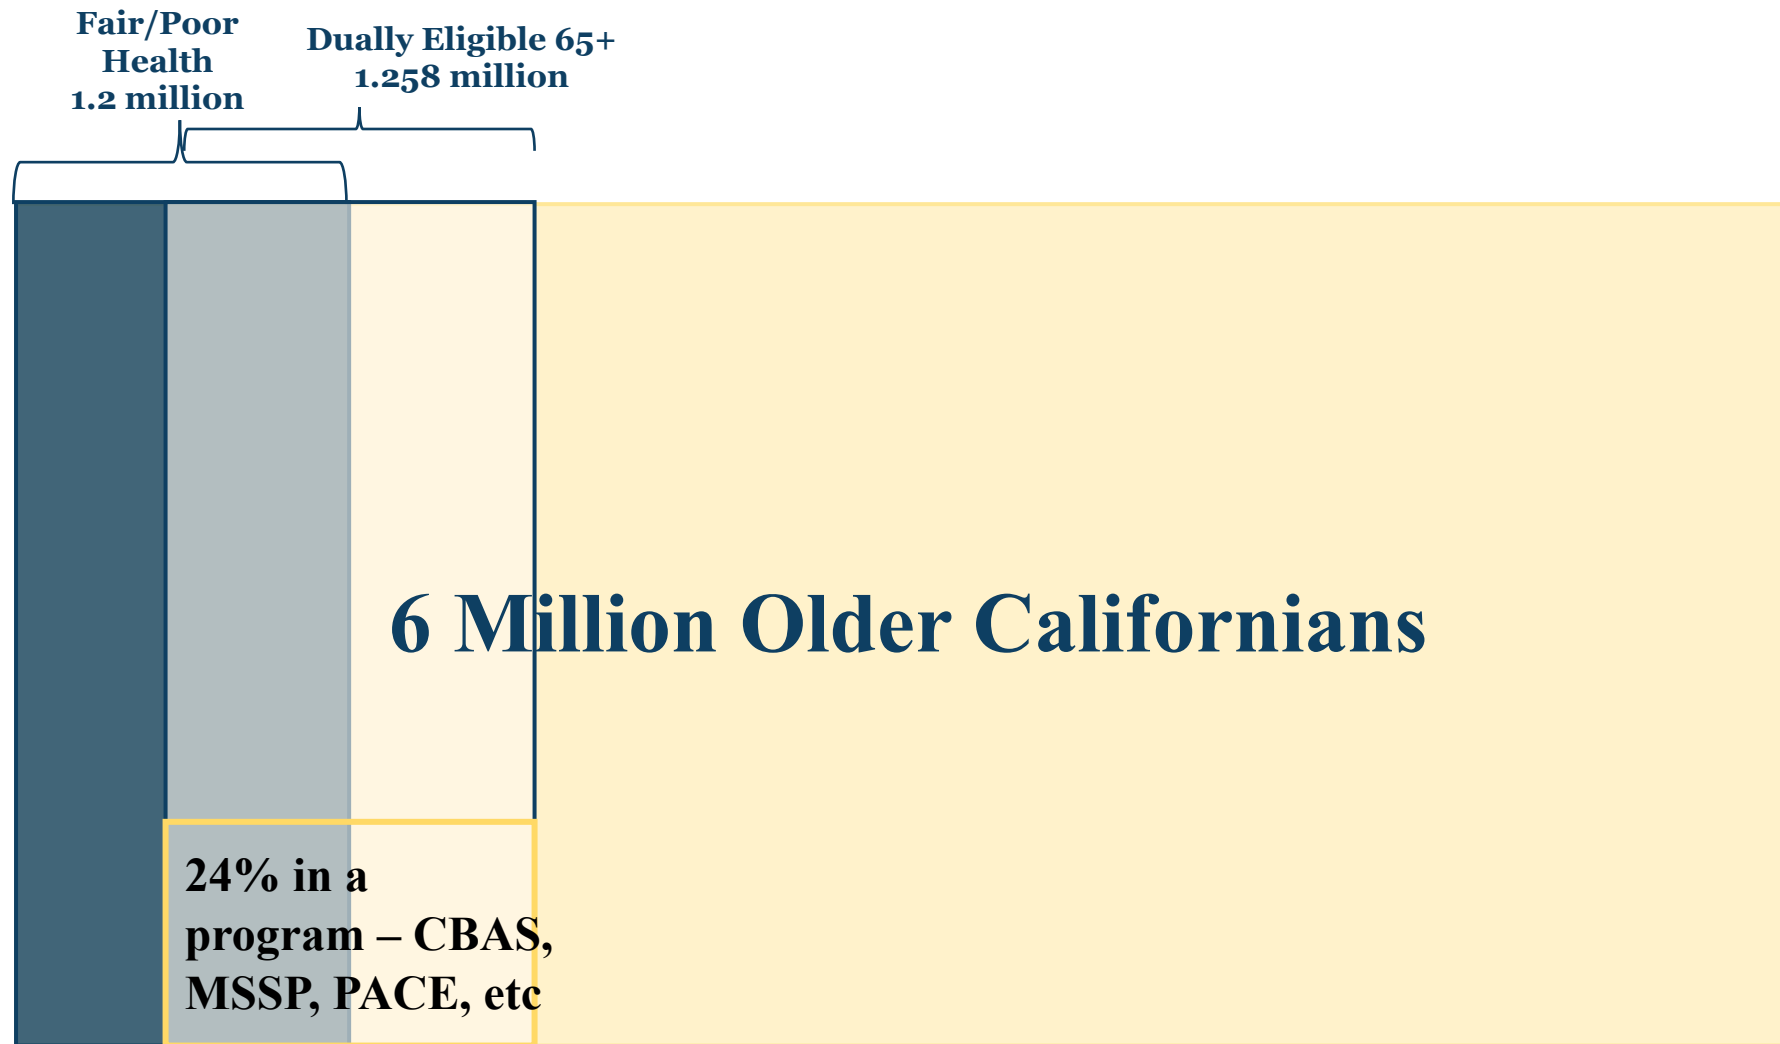 Fair/Poor
Health
1.2 million
Dually Eligible 65+
1.258 million
6 Million Older Californians
24% in a
program – CBAS,
MSSP, PACE, etc